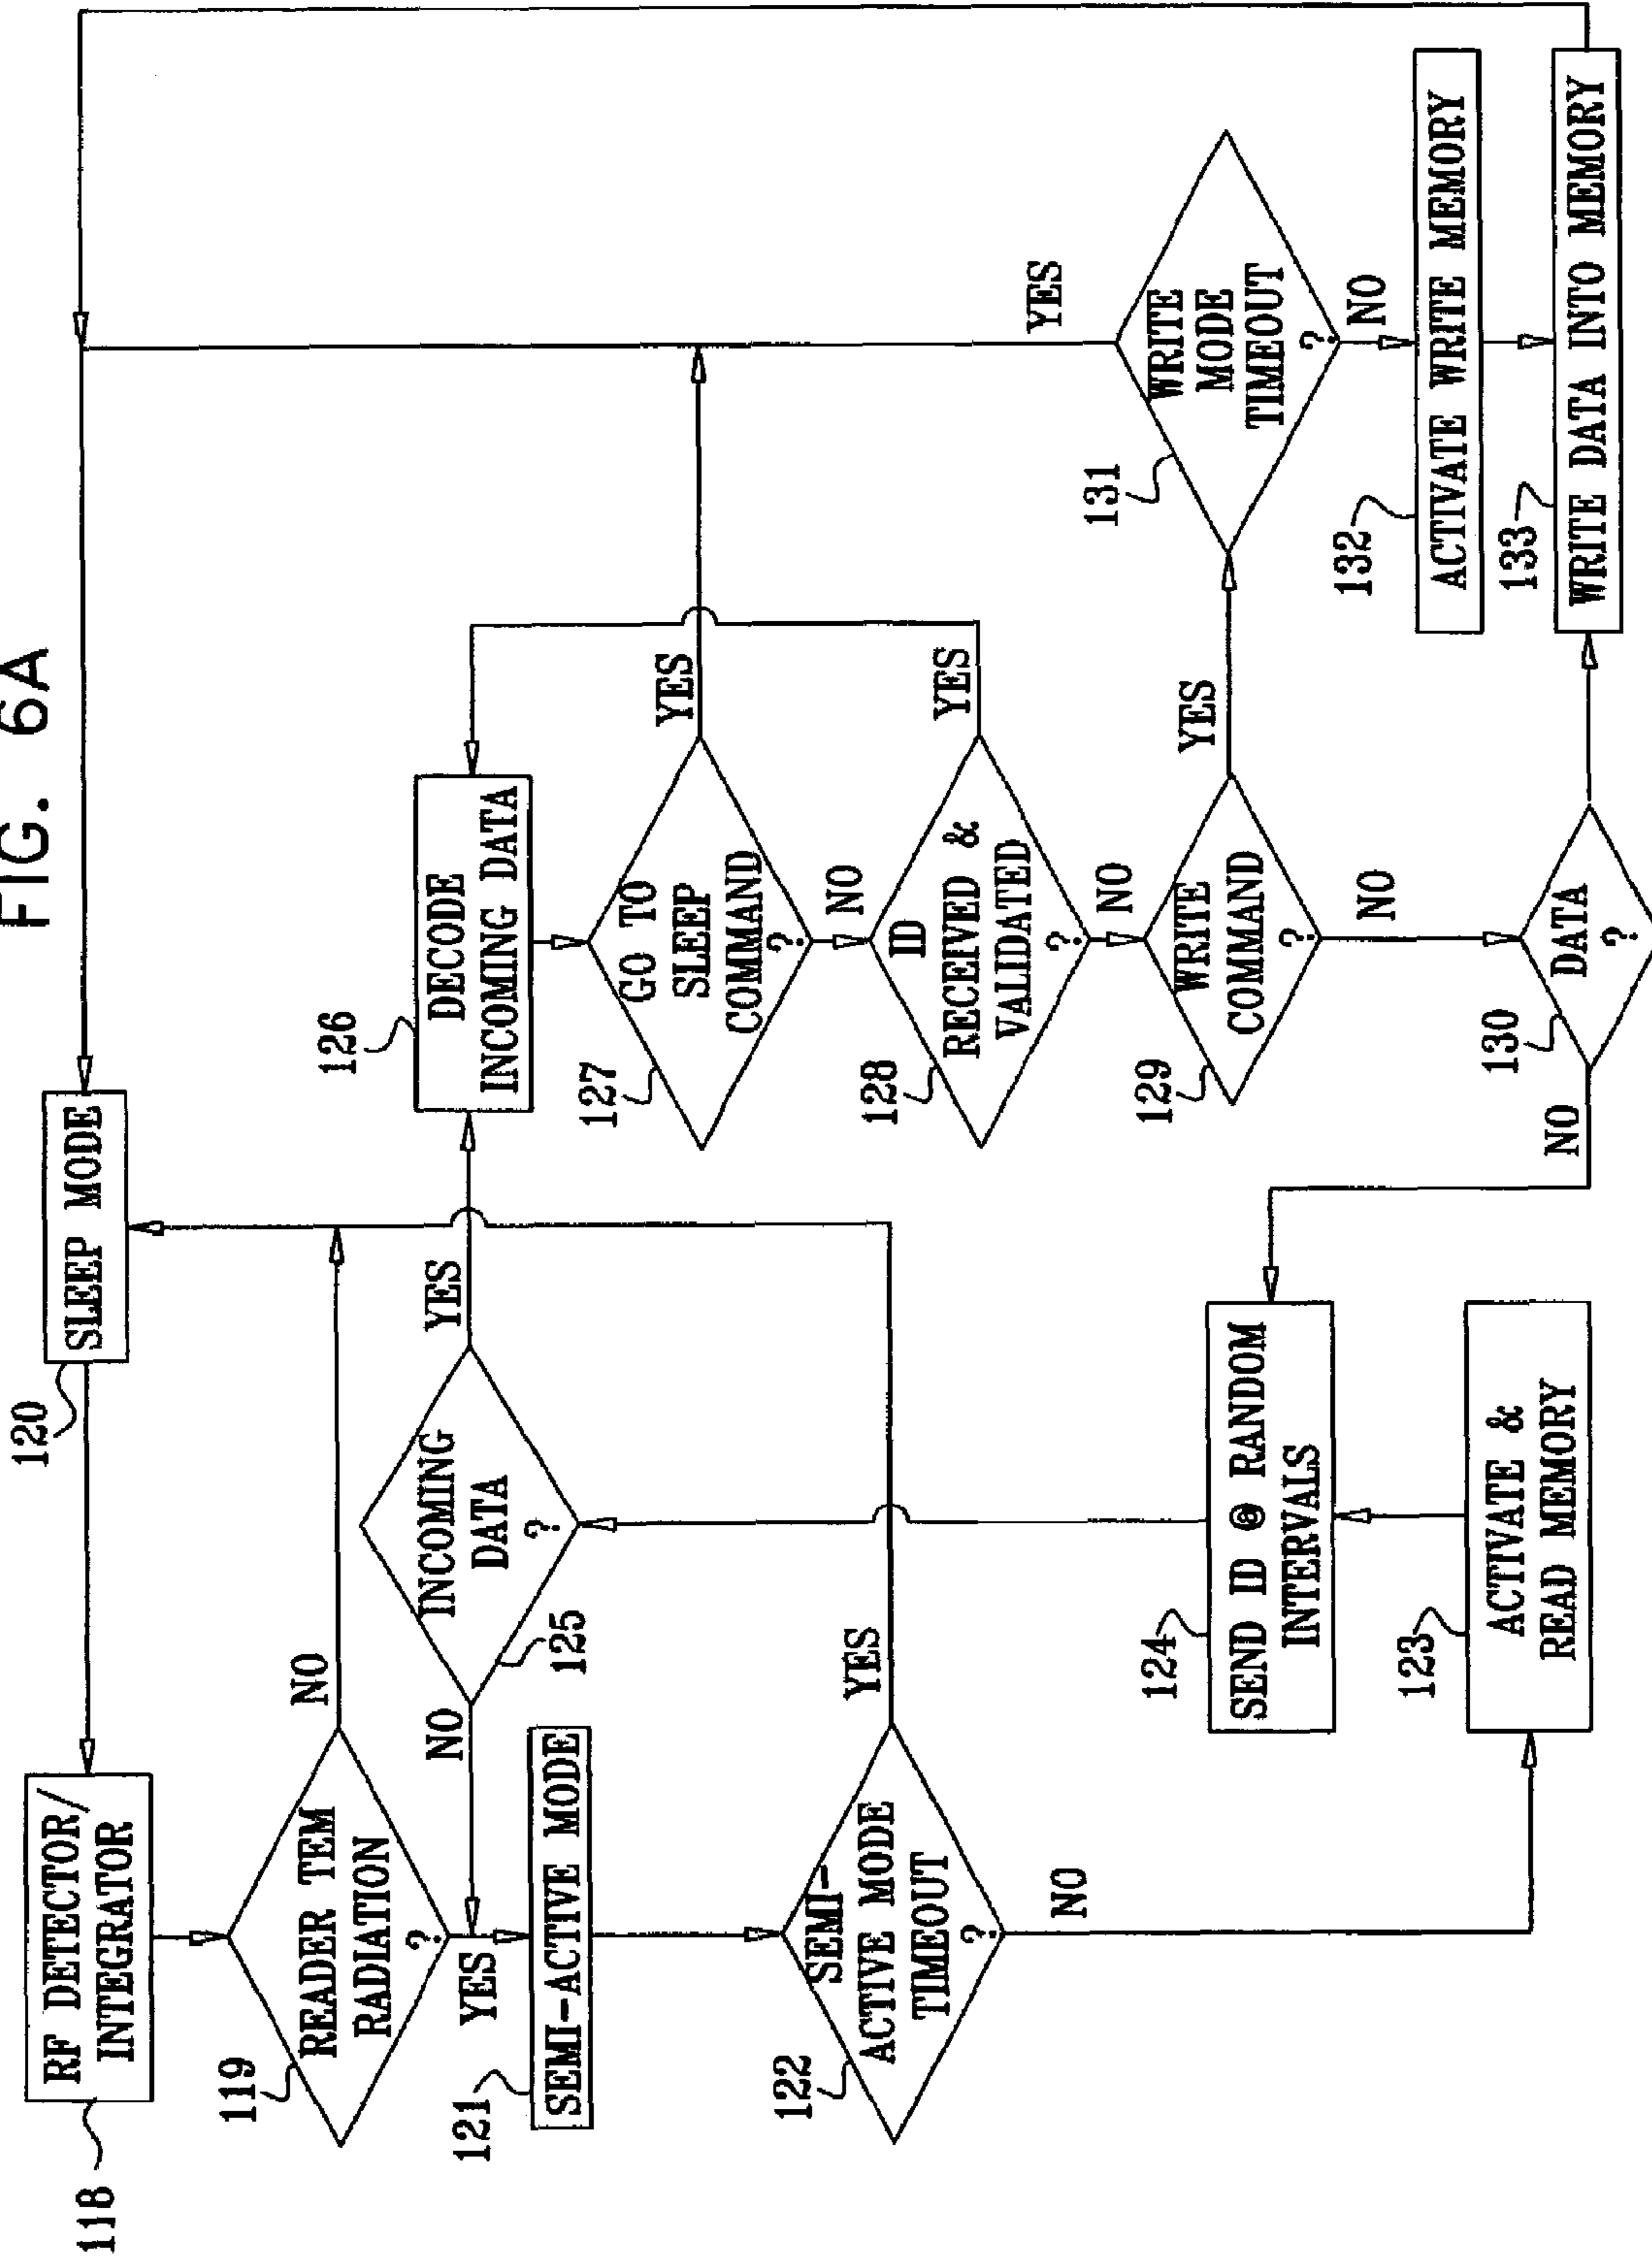 FIG. 6A
118
RF DETECTOR/
INTEGRATOR
120
SLEEP MODE
119
READER TEM
RADIATION
?
NO
YES
121
SEMI-ACTIVE MODE
122
SEMI-
ACTIVE MODE
TIMEOUT
?
YES
NO
INCOMING
DATA
?
125
NO
YES
124
SEND ID @ RANDOM
INTERVALS
123
ACTIVATE &
READ MEMORY
126
DECODE
INCOMING DATA
127
GO TO
SLEEP
COMMAND
?
YES
NO
128
ID
RECEIVED &
VALIDATED
?
YES
NO
129
WRITE
COMMAND
?
YES
NO
130
DATA
?
NO
131
WRITE
MODE
TIMEOUT
?
YES
NO
132
ACTIVATE WRITE MEMORY
133
WRITE DATA INTO MEMORY